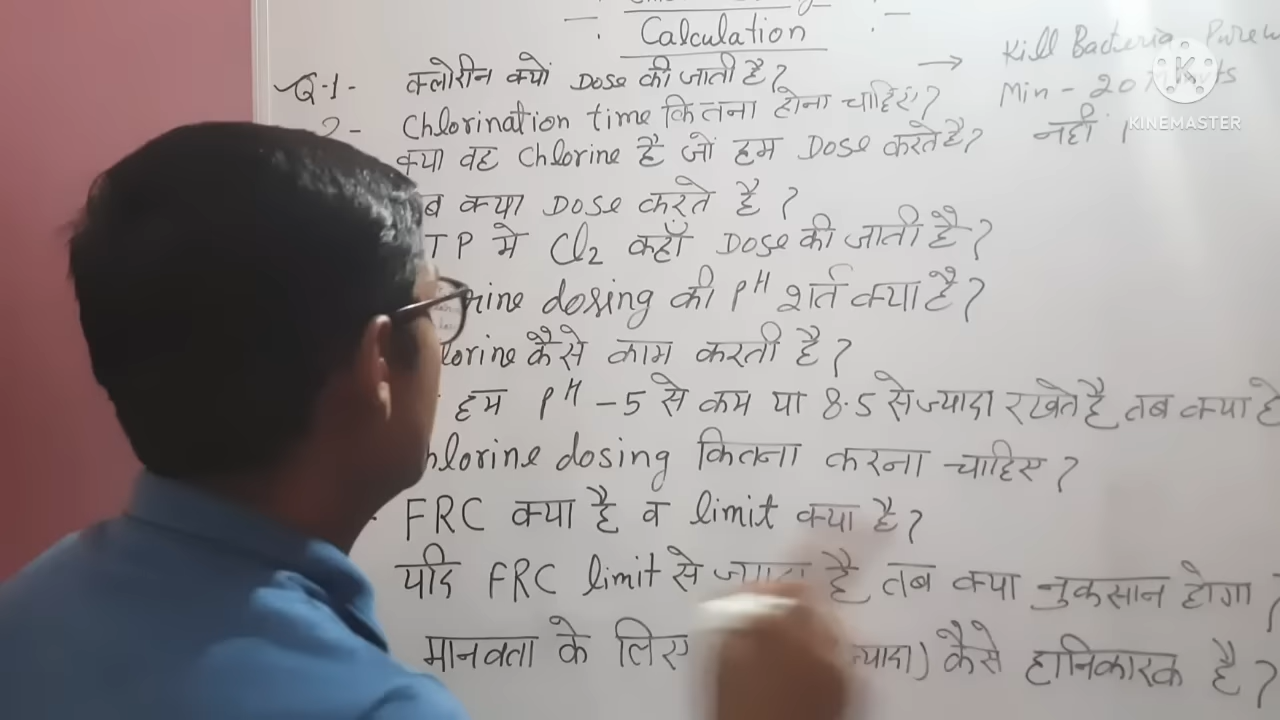 Calculation
Q.1- क्लोरीन क्यों Dose की जाती है? → Kill Bacteria
2- Chlorination time कितना होना चाहिए? Min - 20
क्या वह Chlorine है जों हम Dose करते है? नहीं ।
क्या Dose करते है ?
TP मे Cl2 कहाँ Dose की जाती है?
rine dosing की PH शर्त क्या है?
lorine कैसे काम करती है ?
हम PH -5 से कम या 8.5 से ज्यादा रखेते है तब क्या हे
hlorine dosing कितना करना चाहिए ?
FRC क्या है व limit क्या है?
यदि FRC limit से ज्यादा है तब क्या नुकसान होगा ?
मानवता के लिए ज्यादा) कैसे हानिकारक है?
KINEMASTER